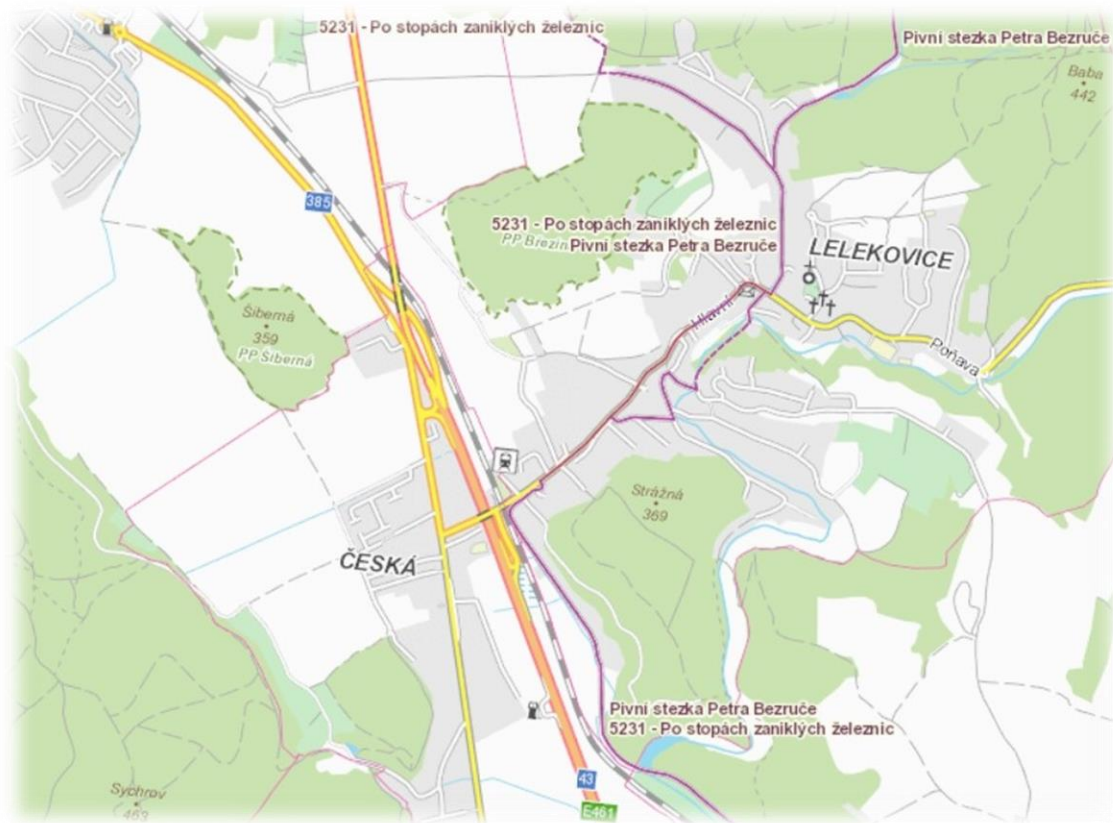 5231 - Po stopách zaniklých železnic
Pivní stezka Petra Bezruče
Baba
442
385
5231 - Po stopách zaniklých železnic
PP Březin
Pivní stezka Petra Bezruče
LELEKOVICE
Hlavní
Šiberná
359
PP Šiberná
Poňava
Strážná
369
ČESKÁ
Pivní stezka Petra Bezruče
5231 - Po stopách zaniklých železnic
43
E461
Sychrov
463